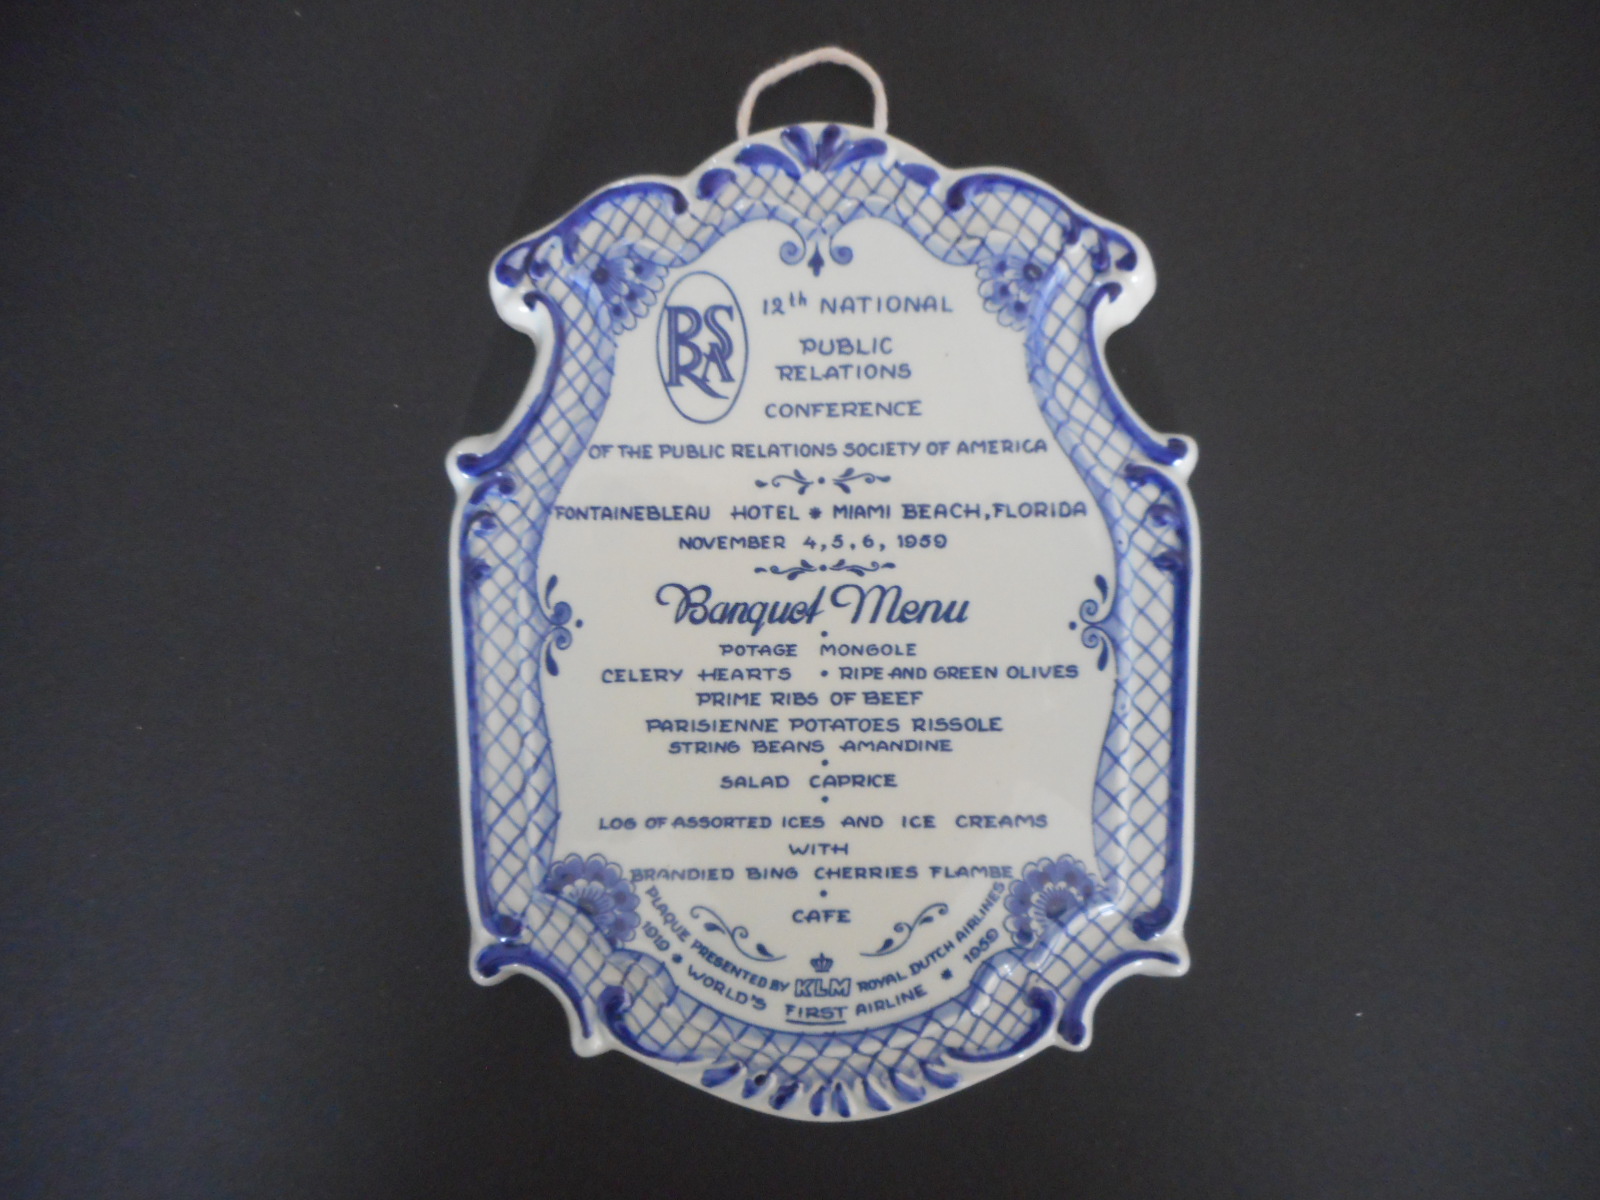 PRSA
12th NATIONAL
PUBLIC
RELATIONS
CONFERENCE
OF THE PUBLIC RELATIONS SOCIETY OF AMERICA
FONTAINEBLEAU HOTEL * MIAMI BEACH, FLORIDA
NOVEMBER 4, 5, 6, 1959
Banquet Menu
POTAGE MONGOLE
CELERY HEARTS • RIPE AND GREEN OLIVES
PRIME RIBS OF BEEF
PARISIENNE POTATOES RISSOLE
STRING BEANS AMANDINE
SALAD CAPRICE
LOG OF ASSORTED ICES AND ICE CREAMS
WITH
BRANDIED BING CHERRIES FLAMBE
CAFE
PLAQUE PRESENTED BY KLM ROYAL DUTCH AIRLINES
1919 * WORLD'S FIRST AIRLINE * 1959